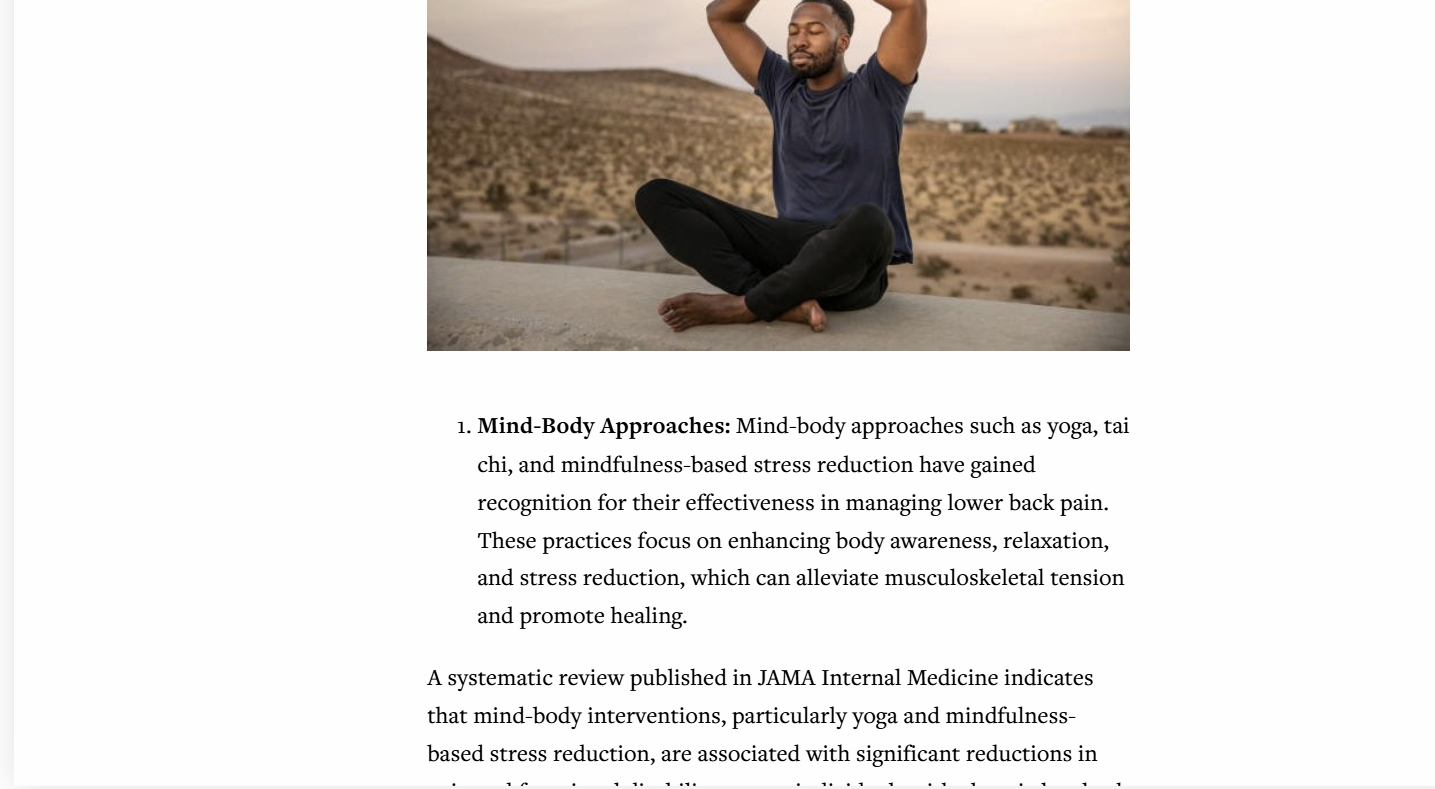 1. Mind-Body Approaches: Mind-body approaches such as yoga, tai
chi, and mindfulness-based stress reduction have gained
recognition for their effectiveness in managing lower back pain.
These practices focus on enhancing body awareness, relaxation,
and stress reduction, which can alleviate musculoskeletal tension
and promote healing.
A systematic review published in JAMA Internal Medicine indicates
that mind-body interventions, particularly yoga and mindfulness-
based stress reduction, are associated with significant reductions in